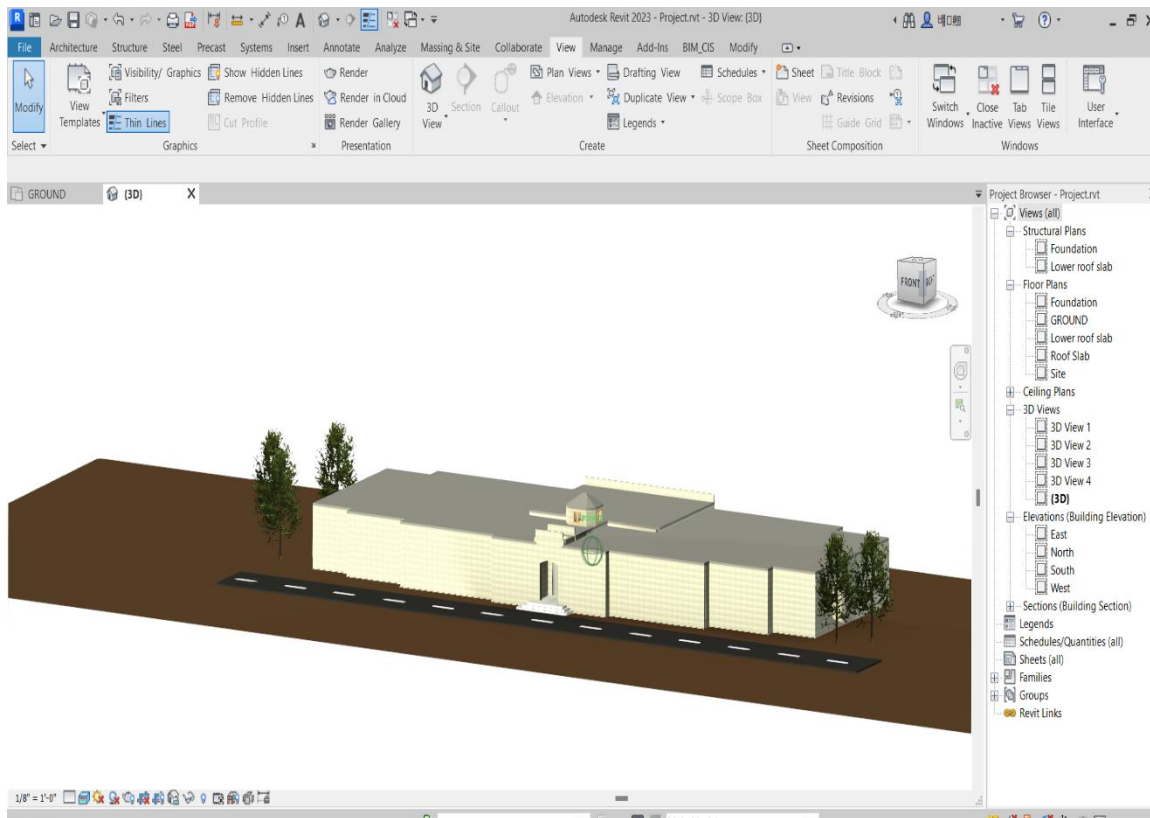 Autodesk Revit 2023 - Project.rvt - 3D View: {3D}
File Architecture Structure Steel Precast Systems Insert Annotate Analyze Massing & Site Collaborate View Manage Add-Ins BIM_CIS Modify
Modify
View Templates
Visibility/ Graphics
Filters
Thin Lines
Show Hidden Lines
Remove Hidden Lines
Cut Profile
Render
Render in Cloud
Render Gallery
3D View
Section
Callout
Plan Views
Elevation
Drafting View
Duplicate View
Legends
Schedules
Scope Box
Sheet
View
Title Block
Revisions
Guide Grid
Switch Windows
Close Inactive
Tab Views
Tile Views
User Interface
Select Graphics Presentation Create Sheet Composition Windows
GROUND {3D} X
Project Browser - Project.rvt
Views (all)
Structural Plans
Foundation
Lower roof slab
Floor Plans
Foundation
GROUND
Lower roof slab
Roof Slab
Site
Ceiling Plans
3D Views
3D View 1
3D View 2
3D View 3
3D View 4
{3D}
Elevations (Building Elevation)
East
North
South
West
Sections (Building Section)
Legends
Schedules/Quantities (all)
Sheets (all)
Families
Groups
Revit Links
FRONT
1/8" = 1'-0"